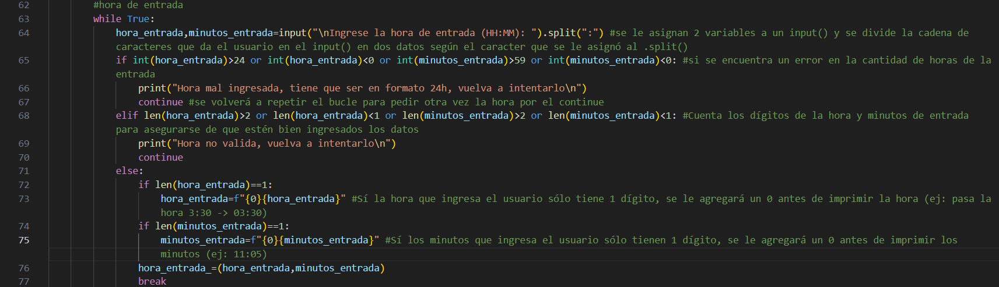 62 #hora de entrada
63 while True:
64 hora_entrada,minutos_entrada=input("\nIngrese la hora de entrada (HH:MM): ").split(":") #se le asignan 2 variables a un input() y se divide la cadena de
caracteres que da el usuario en el input() en dos datos según el caracter que se le asignó al .split()
65 if int(hora_entrada)>24 or int(hora_entrada)<0 or int(minutos_entrada)>59 or int(minutos_entrada)<0: #si se encuentra un error en la cantidad de horas de la
entrada
66 print("Hora mal ingresada, tiene que ser en formato 24h, vuelva a intentarlo\n")
67 continue #se volverá a repetir el bucle para pedir otra vez la hora por el continue
68 elif len(hora_entrada)>2 or len(hora_entrada)<1 or len(minutos_entrada)>2 or len(minutos_entrada)<1: #Cuenta los dígitos de la hora y minutos de entrada
para asegurarse de que estén bien ingresados los datos
69 print("Hora no valida, vuelva a intentarlo\n")
70 continue
71 else:
72 if len(hora_entrada)==1:
73 hora_entrada=f"{0}{hora_entrada}" #Sí la hora que ingresa el usuario sólo tiene 1 dígito, se le agregará un 0 antes de imprimir la hora (ej: pasa la
hora 3:30 -> 03:30)
74 if len(minutos_entrada)==1:
75 minutos_entrada=f"{0}{minutos_entrada}" #Sí los minutos que ingresa el usuario sólo tienen 1 dígito, se le agregará un 0 antes de imprimir los
minutos (ej: 11:05)
76 hora_entrada_=(hora_entrada,minutos_entrada)
77 break